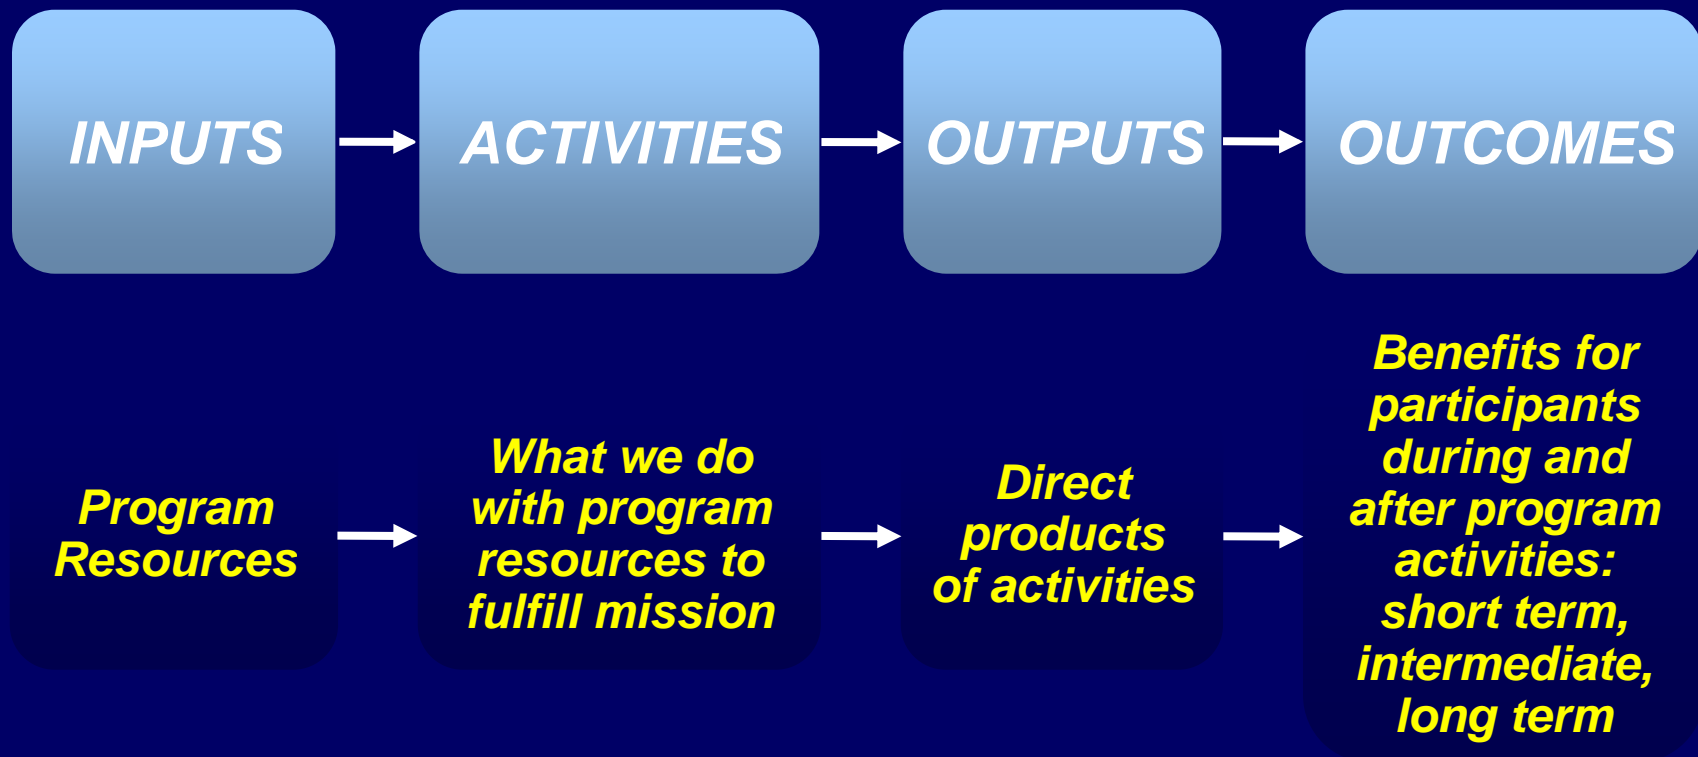 INPUTS
ACTIVITIES
OUTPUTS
OUTCOMES
Program
Resources
What we do
with program
resources to
fulfill mission
Direct
products
of activities
Benefits for
participants
during and
after program
activities:
short term,
intermediate,
long term